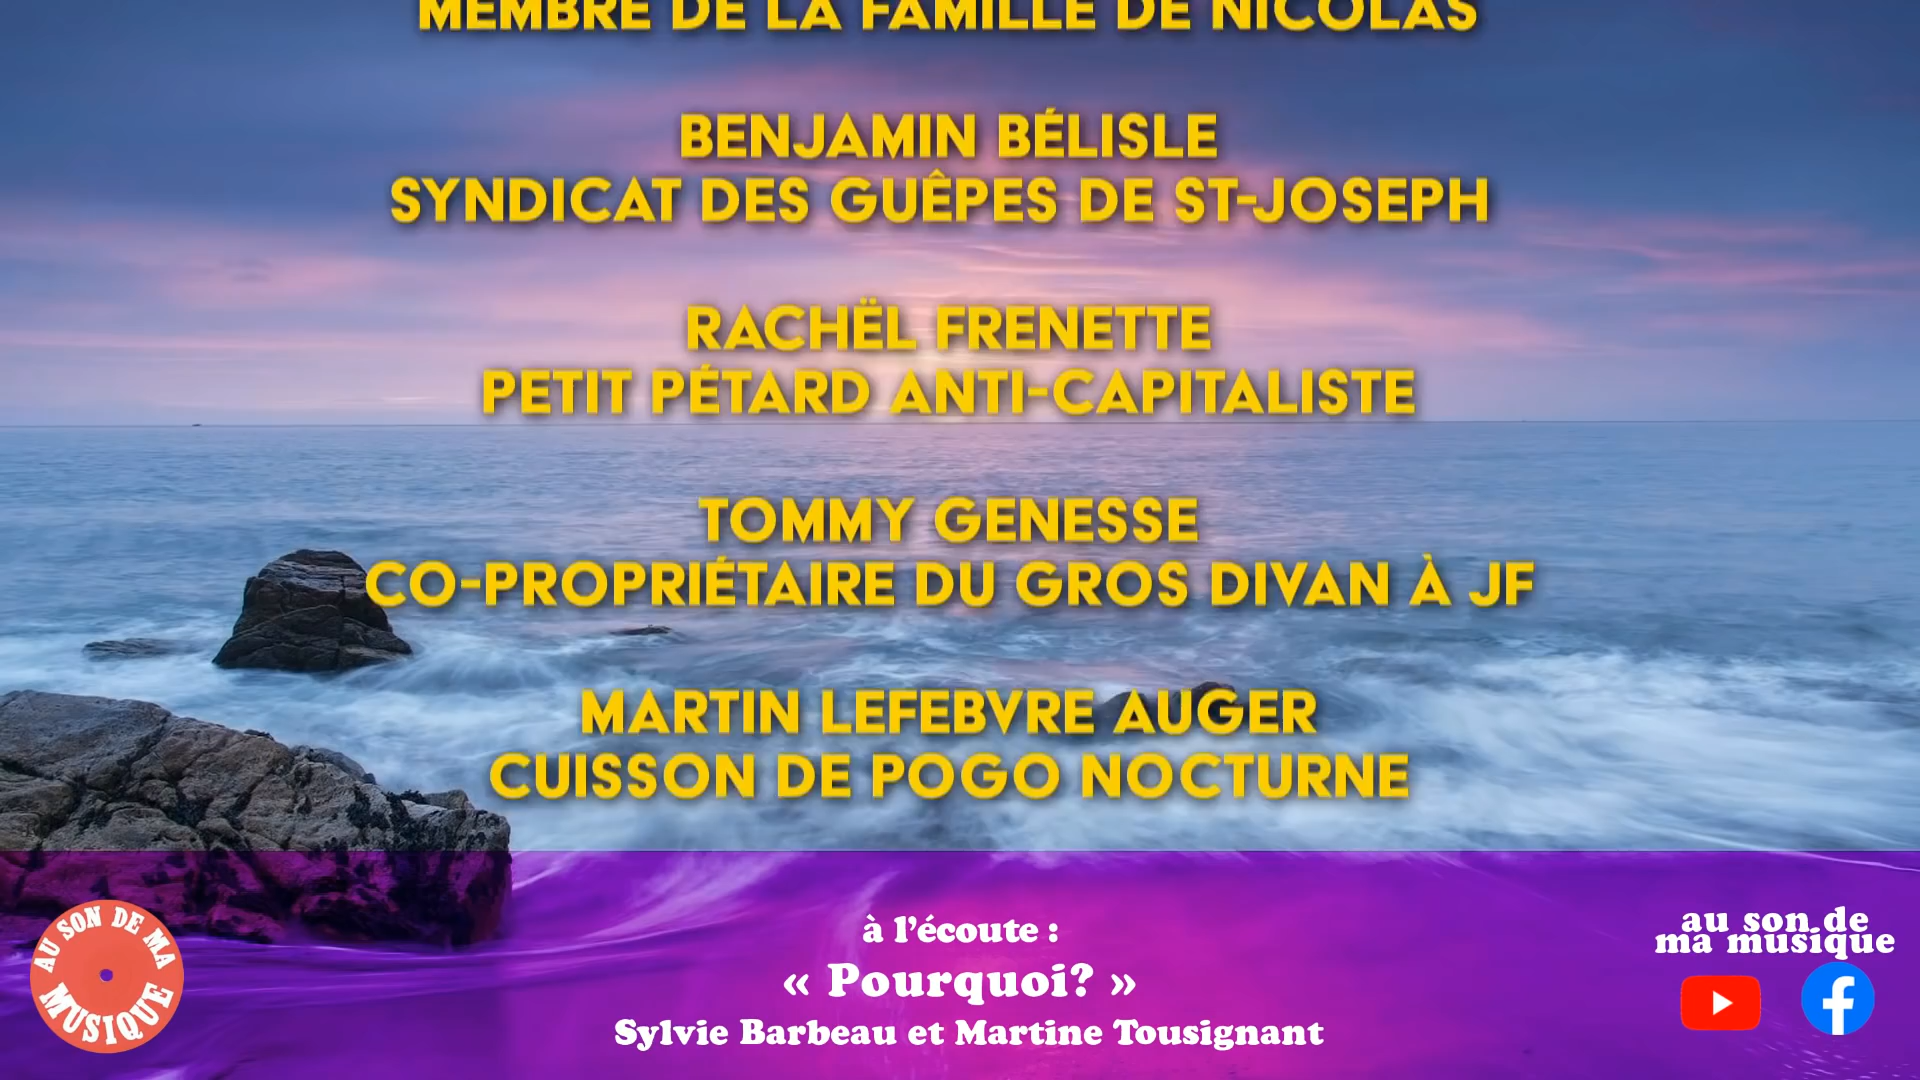 MEMBRE DE LA FAMILLE DE NICOLAS
BENJAMIN BÉLISLE
SYNDICAT DES GUÊPES DE ST-JOSEPH
RACHËL FRENETTE
PETIT PÉTARD ANTI-CAPITALISTE
TOMMY GENESSE
CO-PROPRIÉTAIRE DU GROS DIVAN À JF
MARTIN LEFEBVRE AUGER
CUISSON DE POGO NOCTURNE
AU SON DE MA
MUSIQUE
à l'écoute :
« Pourquoi? »
Sylvie Barbeau et Martine Tousignant
au son de
ma musique